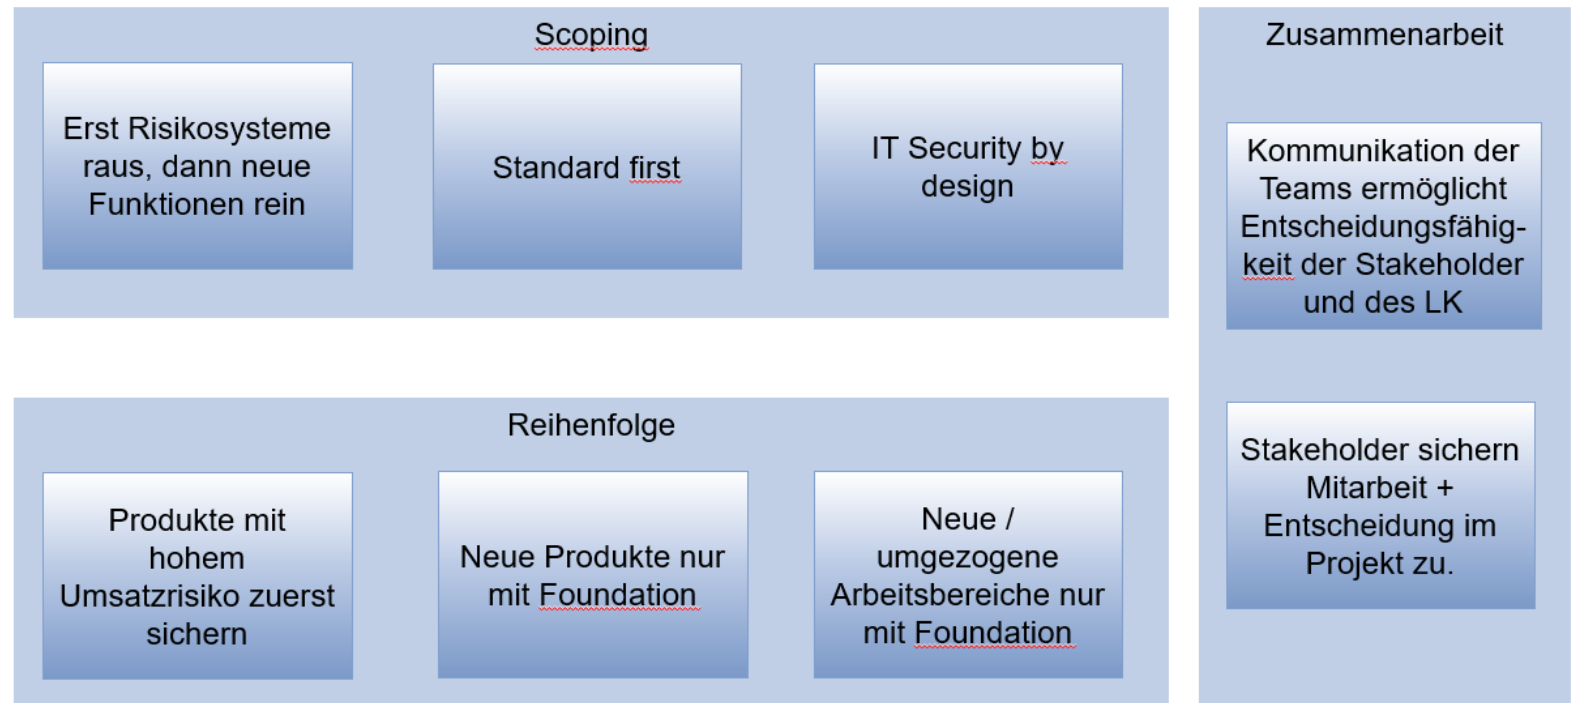 Scoping
Erst Risikosysteme
raus, dann neue
Funktionen rein
Standard first
IT Security by
design
Reihenfolge
Produkte mit
hohem
Umsatzrisiko zuerst
sichern
Neue Produkte nur
mit Foundation
Neue /
umgezogene
Arbeitsbereiche nur
mit Foundation
Zusammenarbeit
Kommunikation der
Teams ermöglicht
Entscheidungsfähig-
keit der Stakeholder
und des LK
Stakeholder sichern
Mitarbeit +
Entscheidung im
Projekt zu.